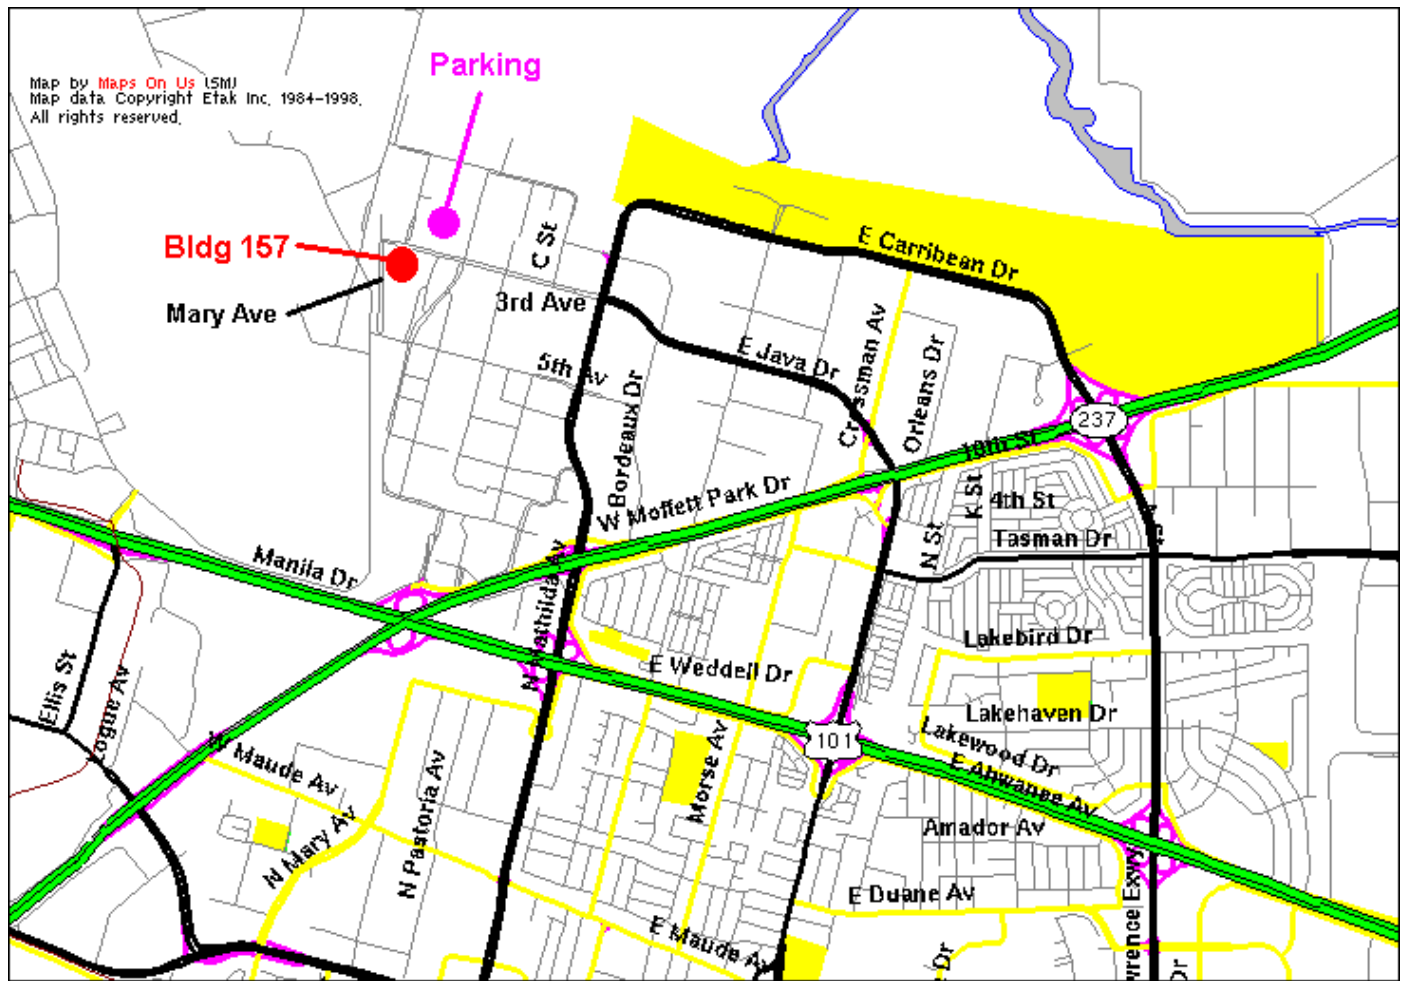 Parking
Map by Maps On Us (SM)
Map data Copyright Etak Inc. 1984-1998.
All rights reserved.
Bldg 157
C St
E Carribean Dr
Mary Ave
3rd Ave
E Java Dr
Crossman Av
Orleans Dr
5th Av
Bordeaux Dr
237
10th St
W Moffett Park Dr
K St
4th St
N St
Tasman Dr
Manila Dr
N Mathilda Av
Lakebird Dr
E Weddell Dr
Ellis St
Logue Av
Lakehaven Dr
Lakewood Dr
101
W Maude Av
Morse Av
E Ahwanee Av
N Pastoria Av
N Mary Av
Amador Av
E Duane Av
wrence Exwy
E Maude Av
Dr
Dr